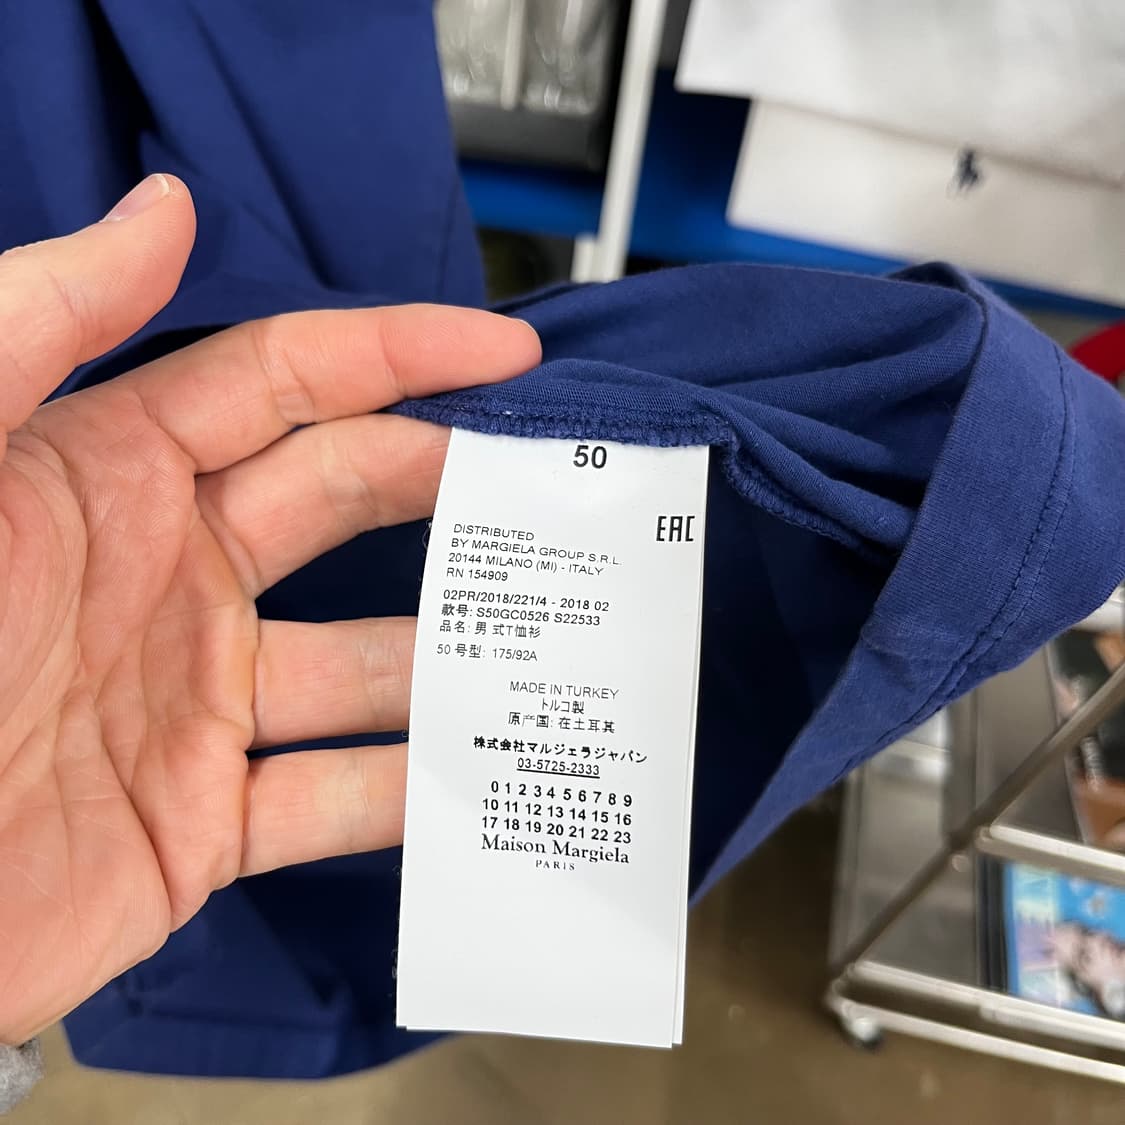 50
EAC
DISTRIBUTED
BY MARGIELA GROUP S.R.L.
20144 MILANO (MI) - ITALY
RN 154909
02PR/2018/221/4 - 2018 02
款号: S50GC0526 S22533
品名: 男 式T恤衫
50 号型: 175/92A
MADE IN TURKEY
トルコ製
原产国: 在土耳其
株式会社マルジェラジャパン
03-5725-2333
0 1 2 3 4 5 6 7 8 9
10 11 12 13 14 15 16
17 18 19 20 21 22 23
Maison Margiela
PARIS